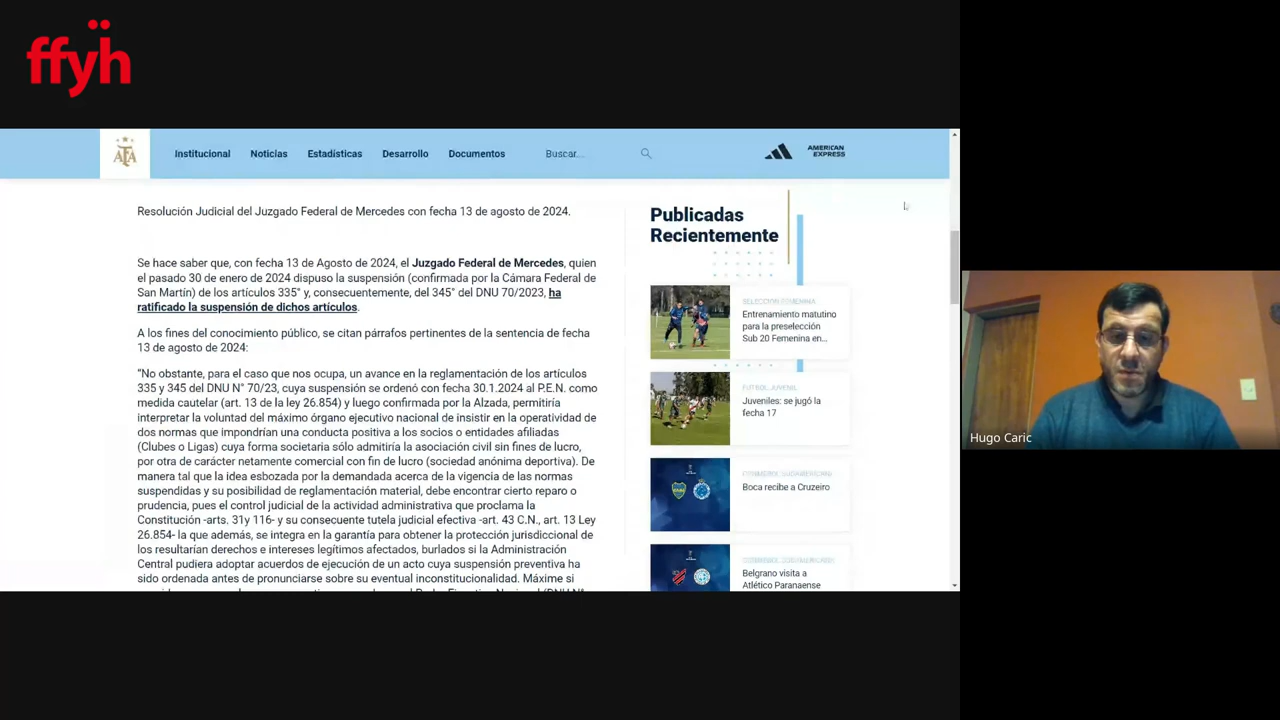 ffÿh
AFA
Institucional
Noticias
Estadísticas
Desarrollo
Documentos
Buscar...
AMERICAN
EXPRESS
Resolución Judicial del Juzgado Federal de Mercedes con fecha 13 de agosto de 2024.
Se hace saber que, con fecha 13 de Agosto de 2024, el Juzgado Federal de Mercedes, quien
el pasado 30 de enero de 2024 dispuso la suspensión (confirmada por la Cámara Federal de
San Martín) de los artículos 335° y, consecuentemente, del 345° del DNU 70/2023, ha
ratificado la suspensión de dichos artículos.
A los fines del conocimiento público, se citan párrafos pertinentes de la sentencia de fecha
13 de agosto de 2024:
"No obstante, para el caso que nos ocupa, un avance en la reglamentación de los artículos
335 y 345 del DNU N° 70/23, cuya suspensión se ordenó con fecha 30.1.2024 al P.E.N. como
medida cautelar (art. 13 de la ley 26.854) y luego confirmada por la Alzada, permitiría
interpretar la voluntad del máximo órgano ejecutivo nacional de insistir en la operatividad de
dos normas que impondrían una conducta positiva a los socios o entidades afiliadas
(Clubes o Ligas) cuya forma societaria sólo admitiría la asociación civil sin fines de lucro,
por otra de carácter netamente comercial con fin de lucro (sociedad anónima deportiva). De
manera tal que la idea esbozada por la demandada acerca de la vigencia de las normas
suspendidas y su posibilidad de reglamentación material, debe encontrar cierto reparo o
prudencia, pues el control judicial de la actividad administrativa que proclama la
Constitución -arts. 31y 116- y su consecuente tutela judicial efectiva -art. 43 C.N., art. 13 Ley
26.854- la que además, se integra en la garantía para obtener la protección jurisdiccional de
los resultarían derechos e intereses legítimos afectados, burlados si la Administración
Central pudiera adoptar acuerdos de ejecución de un acto cuya suspensión preventiva ha
sido ordenada antes de pronunciarse sobre su eventual inconstitucionalidad. Máxime si
Publicadas
Recientemente
SELECCIÓN FEMENINA
Entrenamiento matutino
para la preselección
Sub 20 Femenina en...
FÚTBOL JUVENIL
Juveniles: se jugó la
fecha 17
CONMEBOL SUDAMERICANA
Boca recibe a Cruzeiro
CONMEBOL SUDAMERICANA
Belgrano visita a
Atlético Paranaense
Hugo Caric